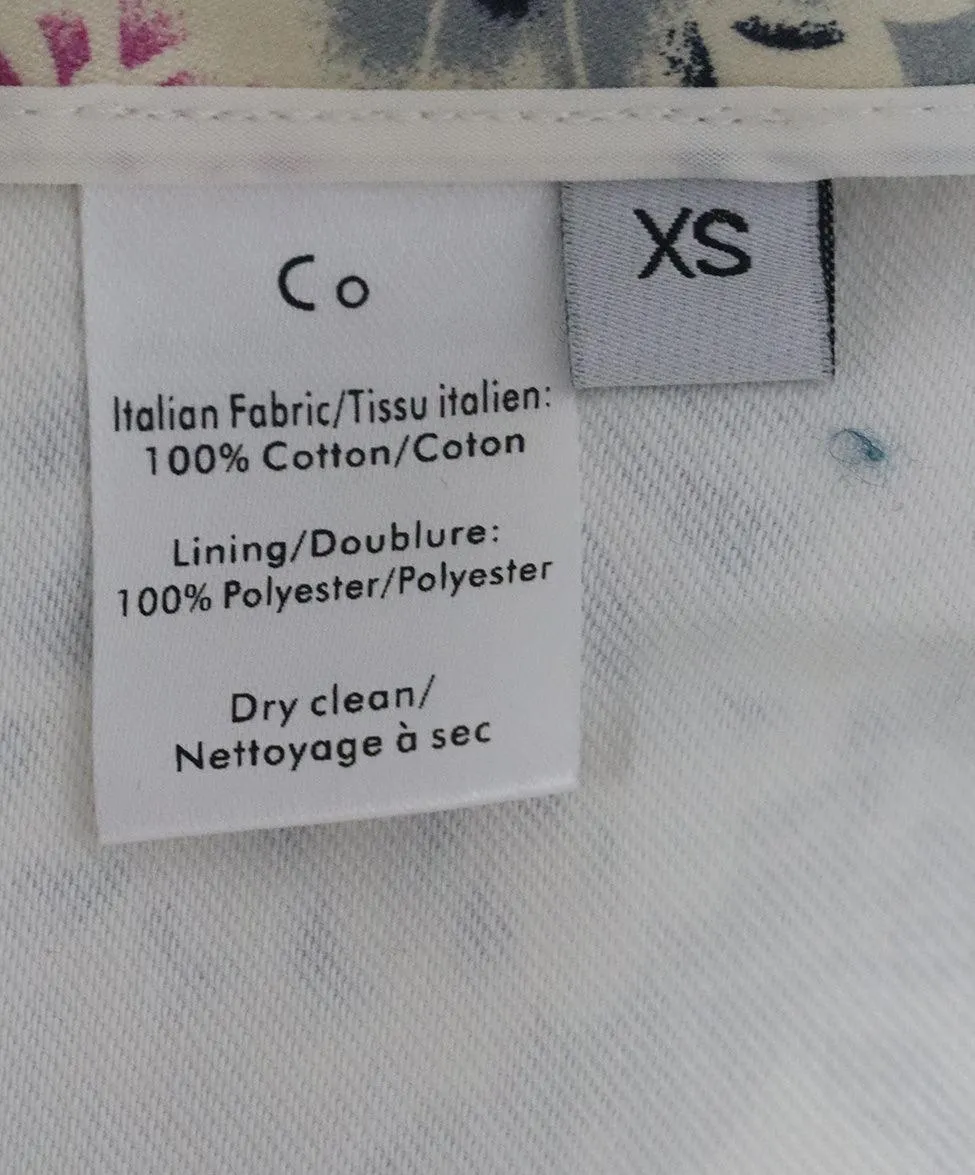 Co
XS
Italian Fabric/Tissu italien:
100% Cotton/Coton
Lining/Doublure:
100% Polyester/Polyester
Dry clean/
Nettoyage à sec